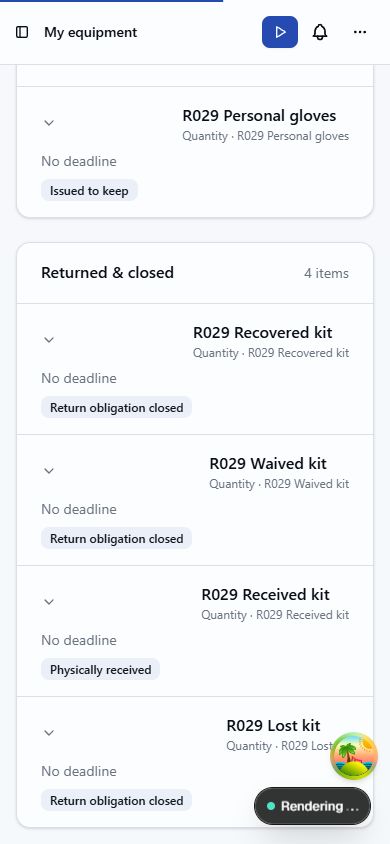 My equipment
R029 Personal gloves
Quantity · R029 Personal gloves
No deadline
Issued to keep
Returned & closed
4 items
R029 Recovered kit
Quantity · R029 Recovered kit
No deadline
Return obligation closed
R029 Waived kit
Quantity · R029 Waived kit
No deadline
Return obligation closed
R029 Received kit
Quantity · R029 Received kit
No deadline
Physically received
R029 Lost kit
Quantity · R029 Lost
No deadline
Return obligation closed
Rendering ...